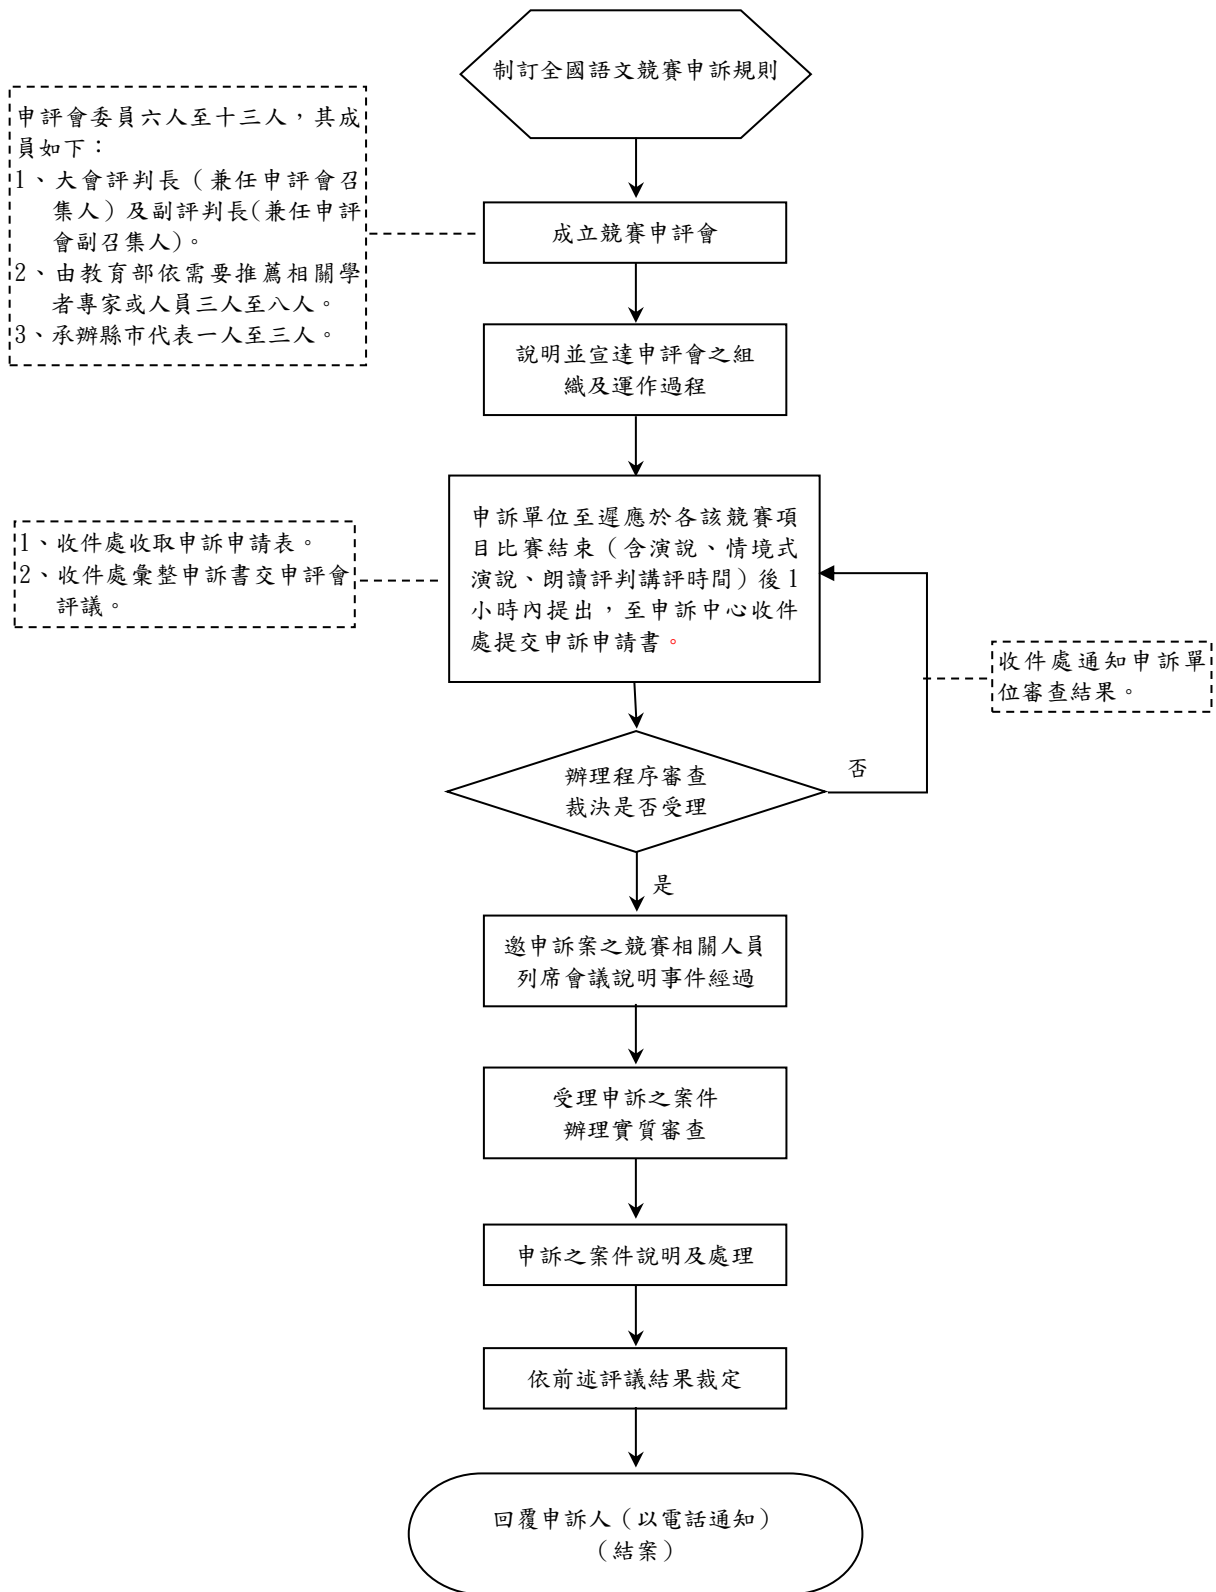 制訂全國語文競賽申訴規則
申評會委員六人至十三人，其成
員如下：
1、大會評判長（兼任申評會召
集人）及副評判長(兼任申評
會副召集人)。
2、由教育部依需要推薦相關學
者專家或人員三人至八人。
3、承辦縣市代表一人至三人。
成立競賽申評會
說明並宣達申評會之組
織及運作過程
申訴單位至遲應於各該競賽項
目比賽結束（含演說、情境式
演說、朗讀評判講評時間）後1
小時內提出，至申訴中心收件
處提交申訴申請書。
1、收件處收取申訴申請表。
2、收件處彙整申訴書交申評會
評議。
收件處通知申訴單
位審查結果。
辦理程序審查
裁決是否受理
否
是
邀申訴案之競賽相關人員
列席會議說明事件經過
受理申訴之案件
辦理實質審查
申訴之案件說明及處理
依前述評議結果裁定
回覆申訴人（以電話通知）
（結案）